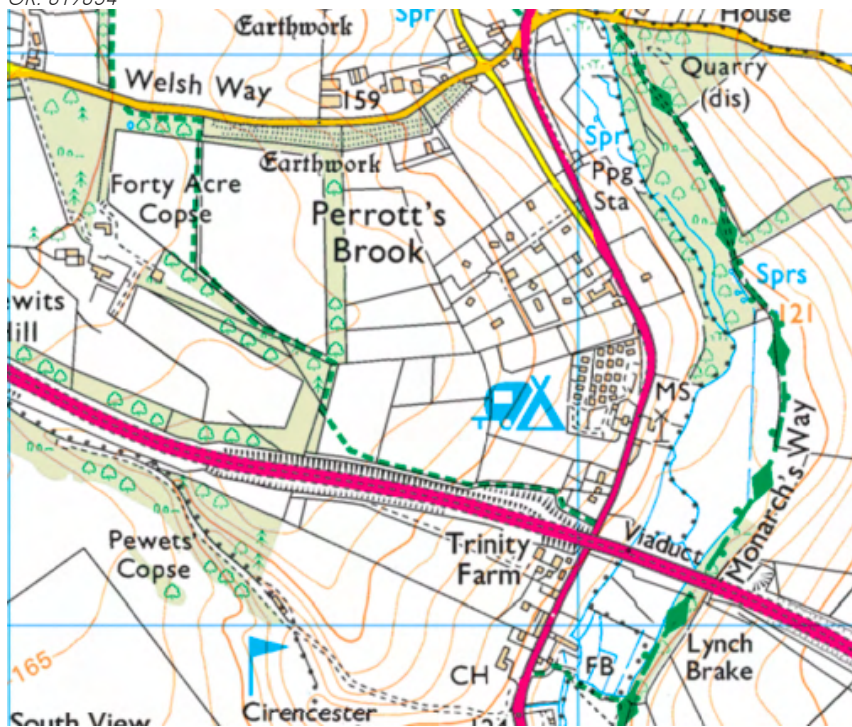 Earthwork
Spr
House
Quarry
(dis)
Welsh Way
159
Spr
Earthwork
Ppg
Sta
Forty Acre
Copse
Perrott's
Brook
Sprs
121
ewits
Hill
MS
Monarch's Way
Viaduct
Trinity
Farm
Pewets'
Copse
165
Lynch
Brake
CH
FB
South View
Cirencester